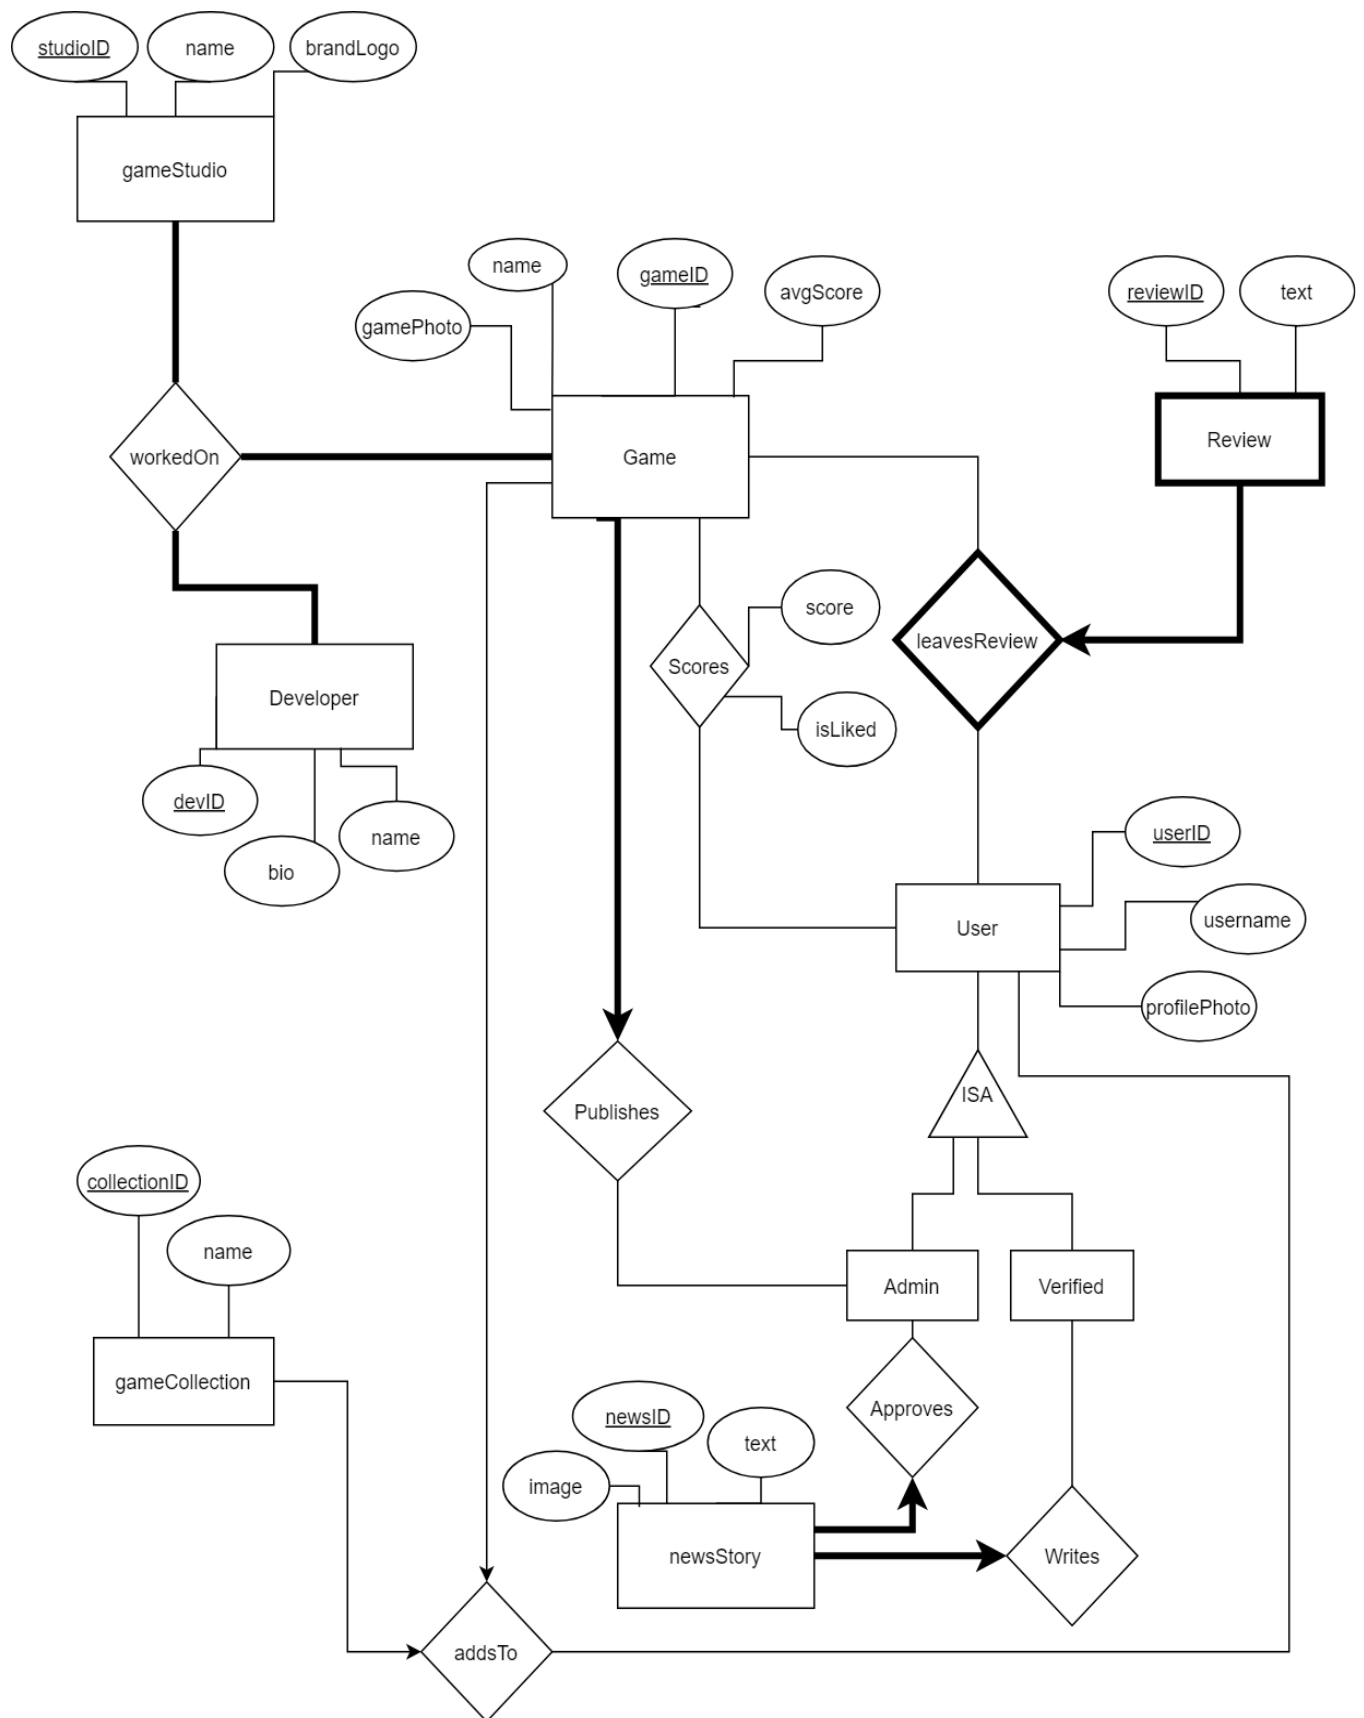 studioID
name
brandLogo
gameStudio
name
gameID
avgScore
gamePhoto
reviewID
text
Review
workedOn
Game
score
leavesReview
Scores
isLiked
Developer
devID
name
bio
userID
username
User
profilePhoto
ISA
Publishes
collectionID
name
Admin
Verified
gameCollection
Approves
newsID
text
image
newsStory
Writes
addsTo